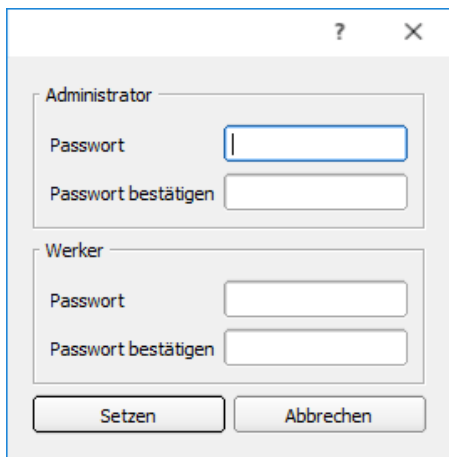 ?
Administrator
Passwort
Passwort bestätigen
Werker
Passwort
Passwort bestätigen
Setzen Abbrechen